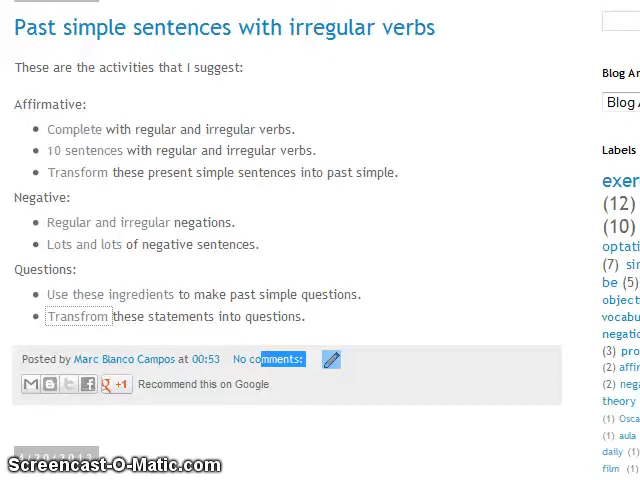 Past simple sentences with irregular verbs
These are the activities that I suggest:
Affirmative:
Complete with regular and irregular verbs.
10 sentences with regular and irregular verbs.
Transform these present simple sentences into past simple.
Negative:
Regular and irregular negations.
Lots and lots of negative sentences.
Questions:
Use these ingredients to make past simple questions.
Transfrom these statements into questions.
Posted by Marc Blanco Campos at 00:53 No comments:
+1 Recommend this on Google
Screencast-O-Matic.com
Blog Ar
Blog A
Labels
exer
(12)
(10)
optati
(7) sin
be (5)
object
vocabu
negatio
(3) pro
(2) affir
(2) nega
theory
(1) Osca
(1) aula
daily (1)
film (1)